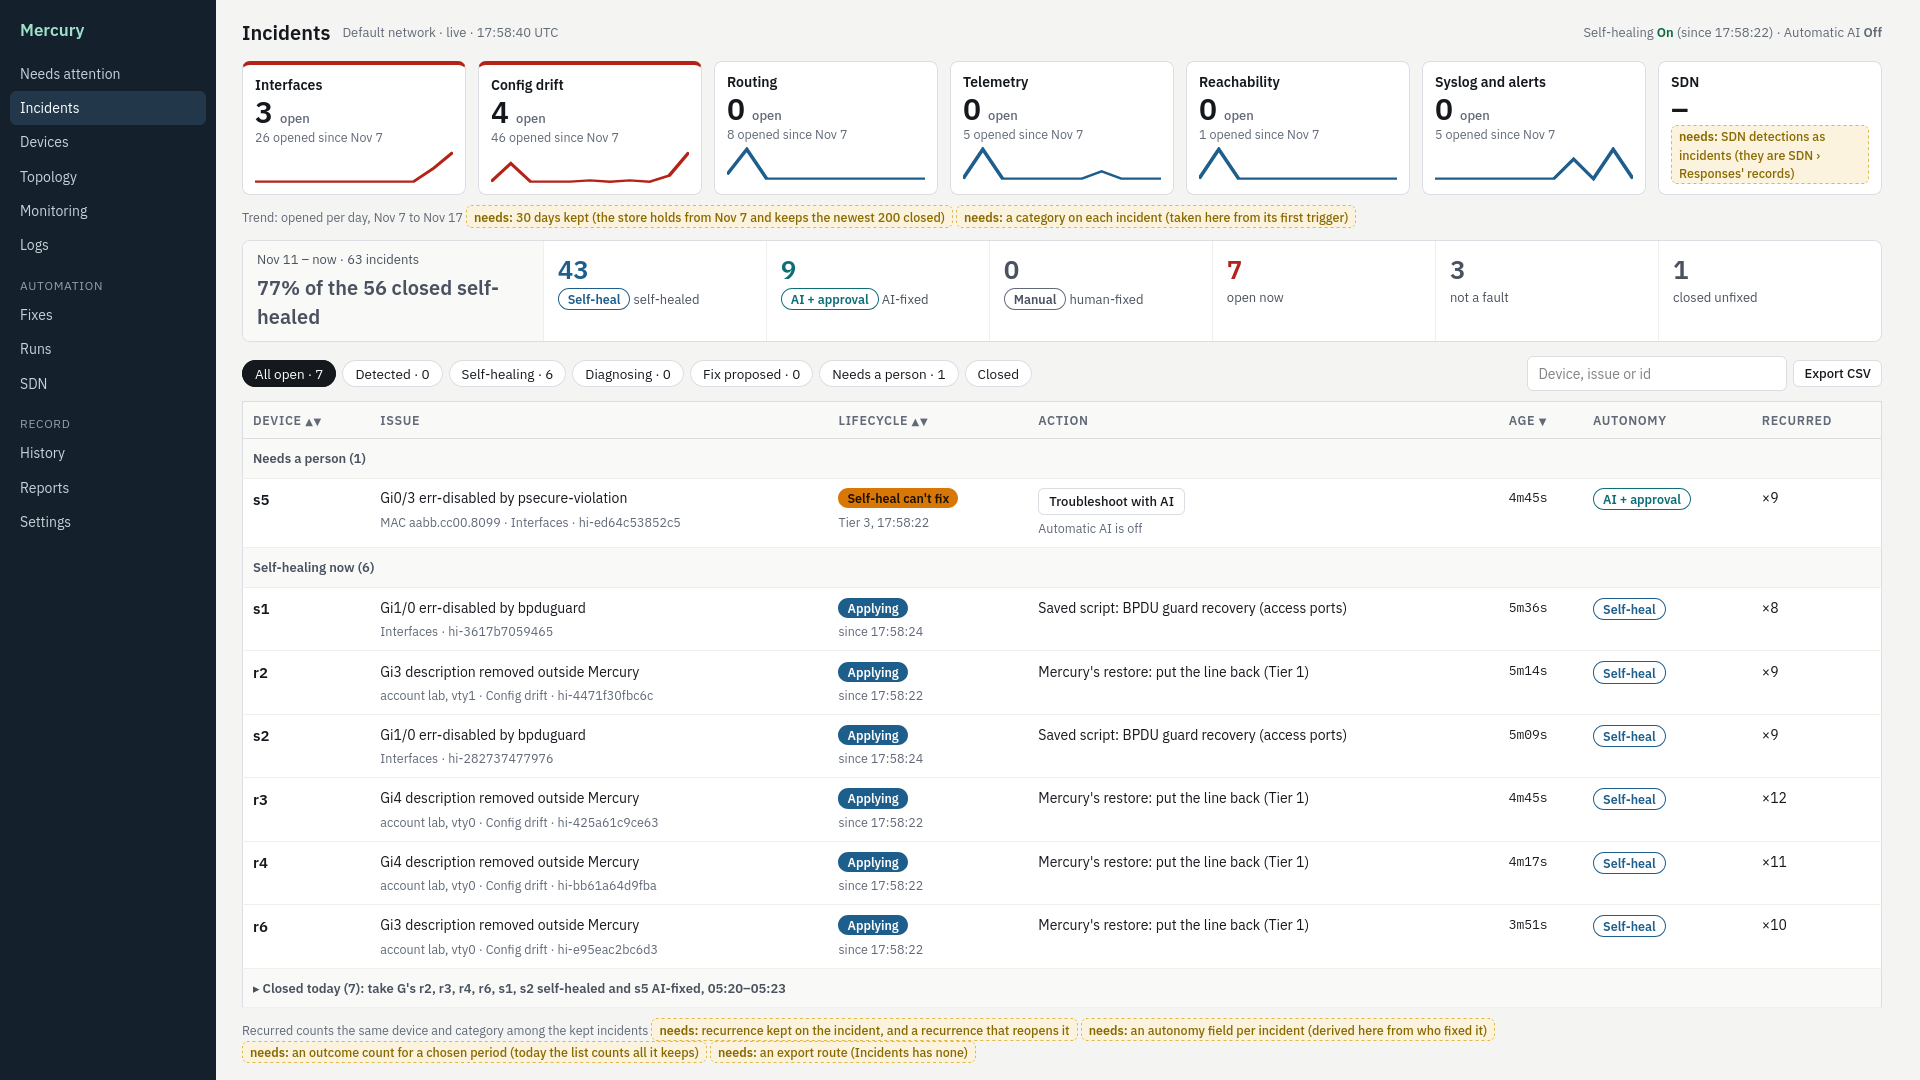 Mercury
Needs attention
Incidents
Devices
Topology
Monitoring
Logs
AUTOMATION
Fixes
Runs
SDN
RECORD
History
Reports
Settings
Incidents Default network · live · 17:58:40 UTC
Self-healing On (since 17:58:22) · Automatic AI Off
Interfaces
3 open
26 opened since Nov 7
Config drift
4 open
46 opened since Nov 7
Routing
0 open
8 opened since Nov 7
Telemetry
0 open
5 opened since Nov 7
Reachability
0 open
1 opened since Nov 7
Syslog and alerts
0 open
5 opened since Nov 7
SDN
–
needs: SDN detections as
incidents (they are SDN ›
Responses' records)
Trend: opened per day, Nov 7 to Nov 17 needs: 30 days kept (the store holds from Nov 7 and keeps the newest 200 closed) needs: a category on each incident (taken here from its first trigger)
Nov 11 – now · 63 incidents
77% of the 56 closed self-
healed
43
Self-heal self-healed
9
AI + approval AI-fixed
0
Manual human-fixed
7
open now
3
not a fault
1
closed unfixed
All open · 7 Detected · 0 Self-healing · 6 Diagnosing · 0 Fix proposed · 0 Needs a person · 1 Closed
Device, issue or id Export CSV
DEVICE ▲▼ ISSUE LIFECYCLE ▲▼ ACTION AGE ▼ AUTONOMY RECURRED
Needs a person (1)
s5 Gi0/3 err-disabled by psecure-violation Self-heal can't fix Troubleshoot with AI 4m45s AI + approval ×9
MAC aabb.cc00.8099 · Interfaces · hi-ed64c53852c5 Tier 3, 17:58:22 Automatic AI is off
Self-healing now (6)
s1 Gi1/0 err-disabled by bpduguard Applying Saved script: BPDU guard recovery (access ports) 5m36s Self-heal ×8
Interfaces · hi-3617b7059465 since 17:58:24
r2 Gi3 description removed outside Mercury Applying Mercury's restore: put the line back (Tier 1) 5m14s Self-heal ×9
account lab, vty1 · Config drift · hi-4471f30fbc6c since 17:58:22
s2 Gi1/0 err-disabled by bpduguard Applying Saved script: BPDU guard recovery (access ports) 5m09s Self-heal ×9
Interfaces · hi-282737477976 since 17:58:24
r3 Gi4 description removed outside Mercury Applying Mercury's restore: put the line back (Tier 1) 4m45s Self-heal ×12
account lab, vty0 · Config drift · hi-425a61c9ce63 since 17:58:22
r4 Gi4 description removed outside Mercury Applying Mercury's restore: put the line back (Tier 1) 4m17s Self-heal ×11
account lab, vty0 · Config drift · hi-bb61a64d9fba since 17:58:22
r6 Gi3 description removed outside Mercury Applying Mercury's restore: put the line back (Tier 1) 3m51s Self-heal ×10
account lab, vty0 · Config drift · hi-e95eac2bc6d3 since 17:58:22
▸ Closed today (7): take G's r2, r3, r4, r6, s1, s2 self-healed and s5 AI-fixed, 05:20–05:23
Recurred counts the same device and category among the kept incidents needs: recurrence kept on the incident, and a recurrence that reopens it needs: an autonomy field per incident (derived here from who fixed it)
needs: an outcome count for a chosen period (today the list counts all it keeps) needs: an export route (Incidents has none)